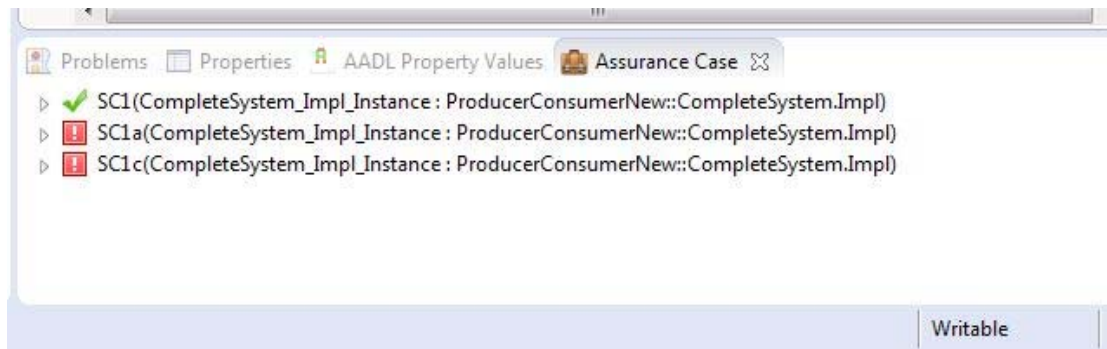 Problems Properties AADL Property Values Assurance Case
SC1(CompleteSystem_Impl_Instance : ProducerConsumerNew::CompleteSystem.Impl)
SC1a(CompleteSystem_Impl_Instance : ProducerConsumerNew::CompleteSystem.Impl)
SC1c(CompleteSystem_Impl_Instance : ProducerConsumerNew::CompleteSystem.Impl)
Writable